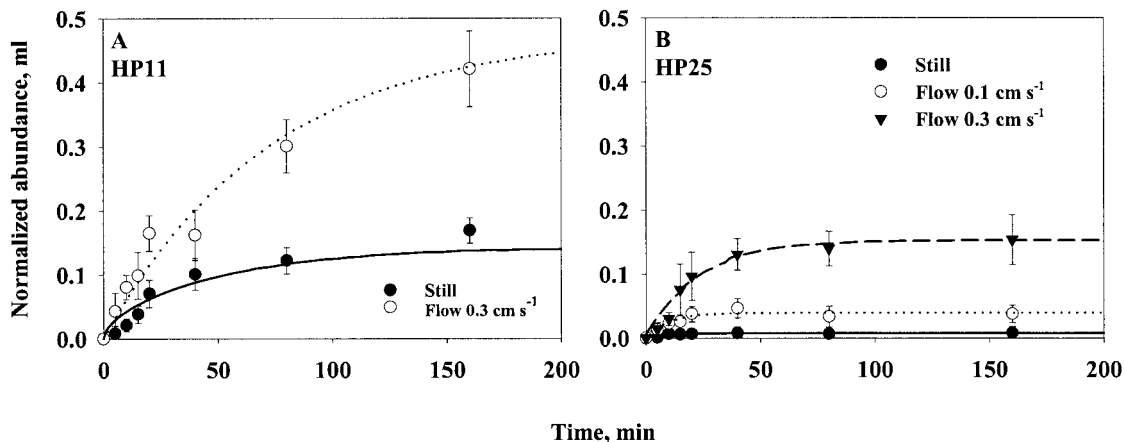 Normalized abundance, ml
0.5
0.4
0.3
0.2
0.1
0.0
A
HP11
Still
Flow 0.3 cm s⁻¹
0
50
100
150
200
0.5
0.4
0.3
0.2
0.1
0.0
B
HP25
Still
Flow 0.1 cm s⁻¹
Flow 0.3 cm s⁻¹
0
50
100
150
200
Time, min